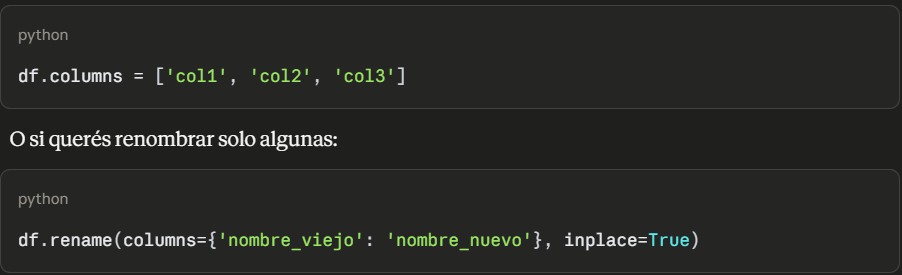 python
df.columns = ['col1', 'col2', 'col3']
O si querés renombrar solo algunas:
python
df.rename(columns={'nombre_viejo': 'nombre_nuevo'}, inplace=True)